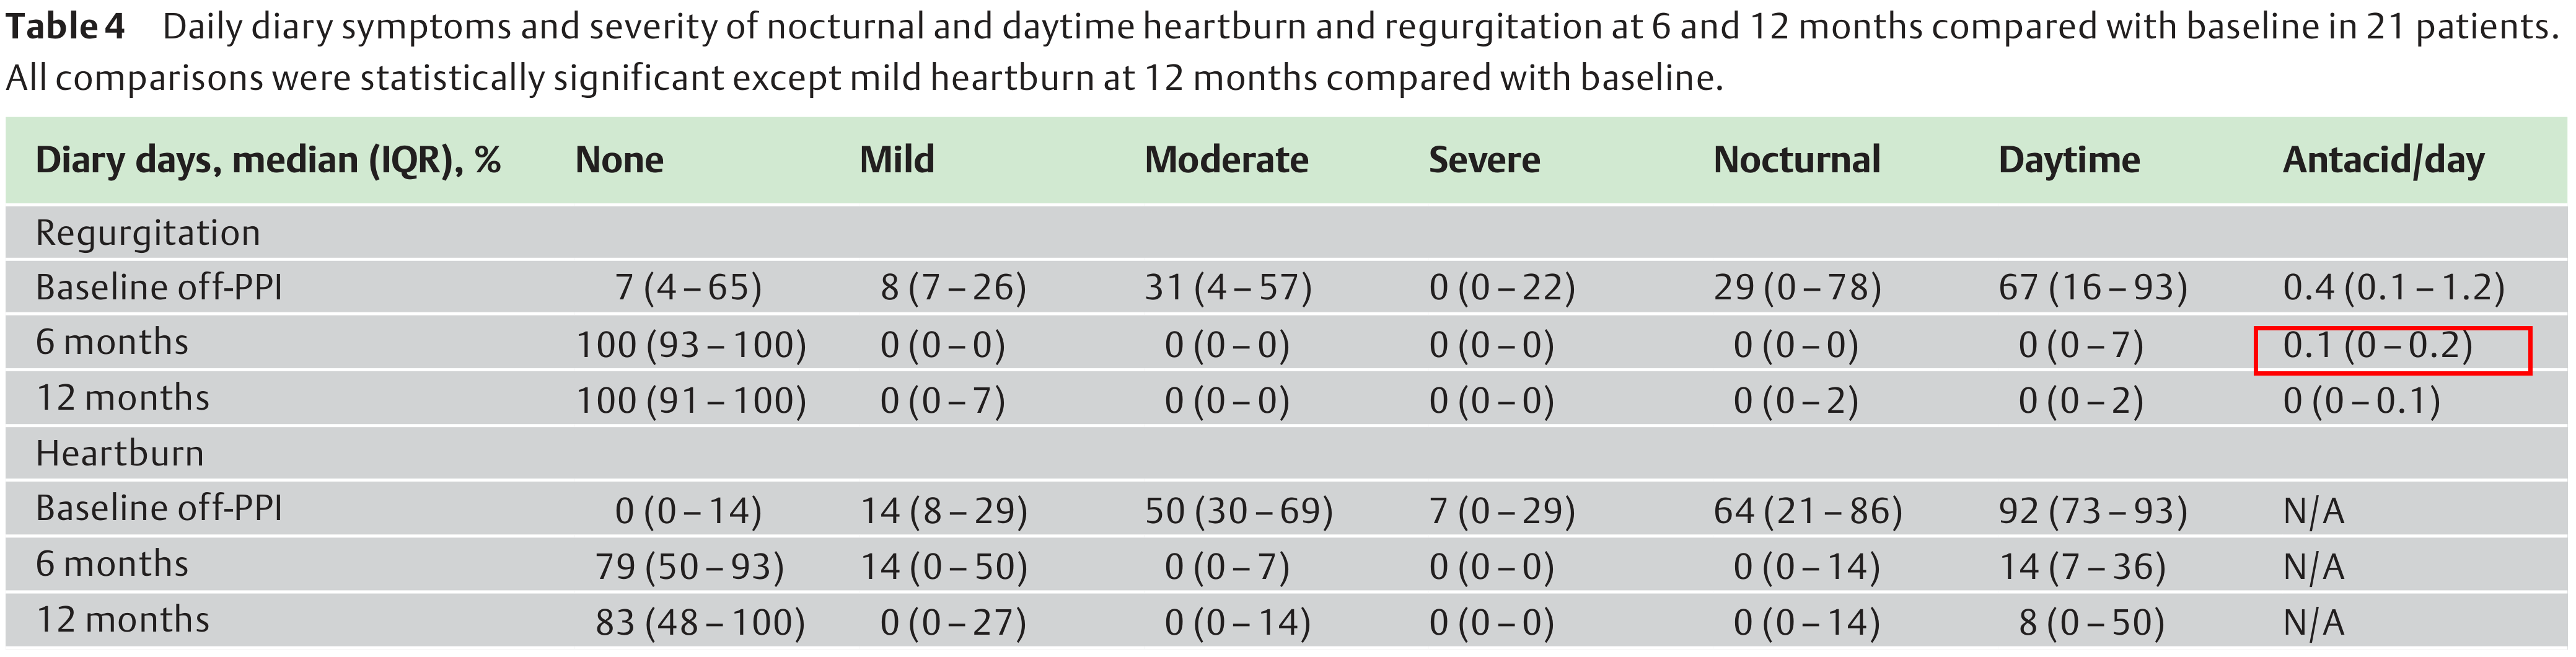 Table 4 Daily diary symptoms and severity of nocturnal and daytime heartburn and regurgitation at 6 and 12 months compared with baseline in 21 patients.
All comparisons were statistically significant except mild heartburn at 12 months compared with baseline.
Diary days, median (IQR), % None Mild Moderate Severe Nocturnal Daytime Antacid/day
Regurgitation
Baseline off-PPI 7 (4–65) 8 (7–26) 31 (4–57) 0 (0–22) 29 (0–78) 67 (16–93) 0.4 (0.1–1.2)
6 months 100 (93–100) 0 (0–0) 0 (0–0) 0 (0–0) 0 (0–0) 0 (0–7) 0.1 (0–0.2)
12 months 100 (91–100) 0 (0–7) 0 (0–0) 0 (0–0) 0 (0–2) 0 (0–2) 0 (0–0.1)
Heartburn
Baseline off-PPI 0 (0–14) 14 (8–29) 50 (30–69) 7 (0–29) 64 (21–86) 92 (73–93) N/A
6 months 79 (50–93) 14 (0–50) 0 (0–7) 0 (0–0) 0 (0–14) 14 (7–36) N/A
12 months 83 (48–100) 0 (0–27) 0 (0–14) 0 (0–0) 0 (0–14) 8 (0–50) N/A